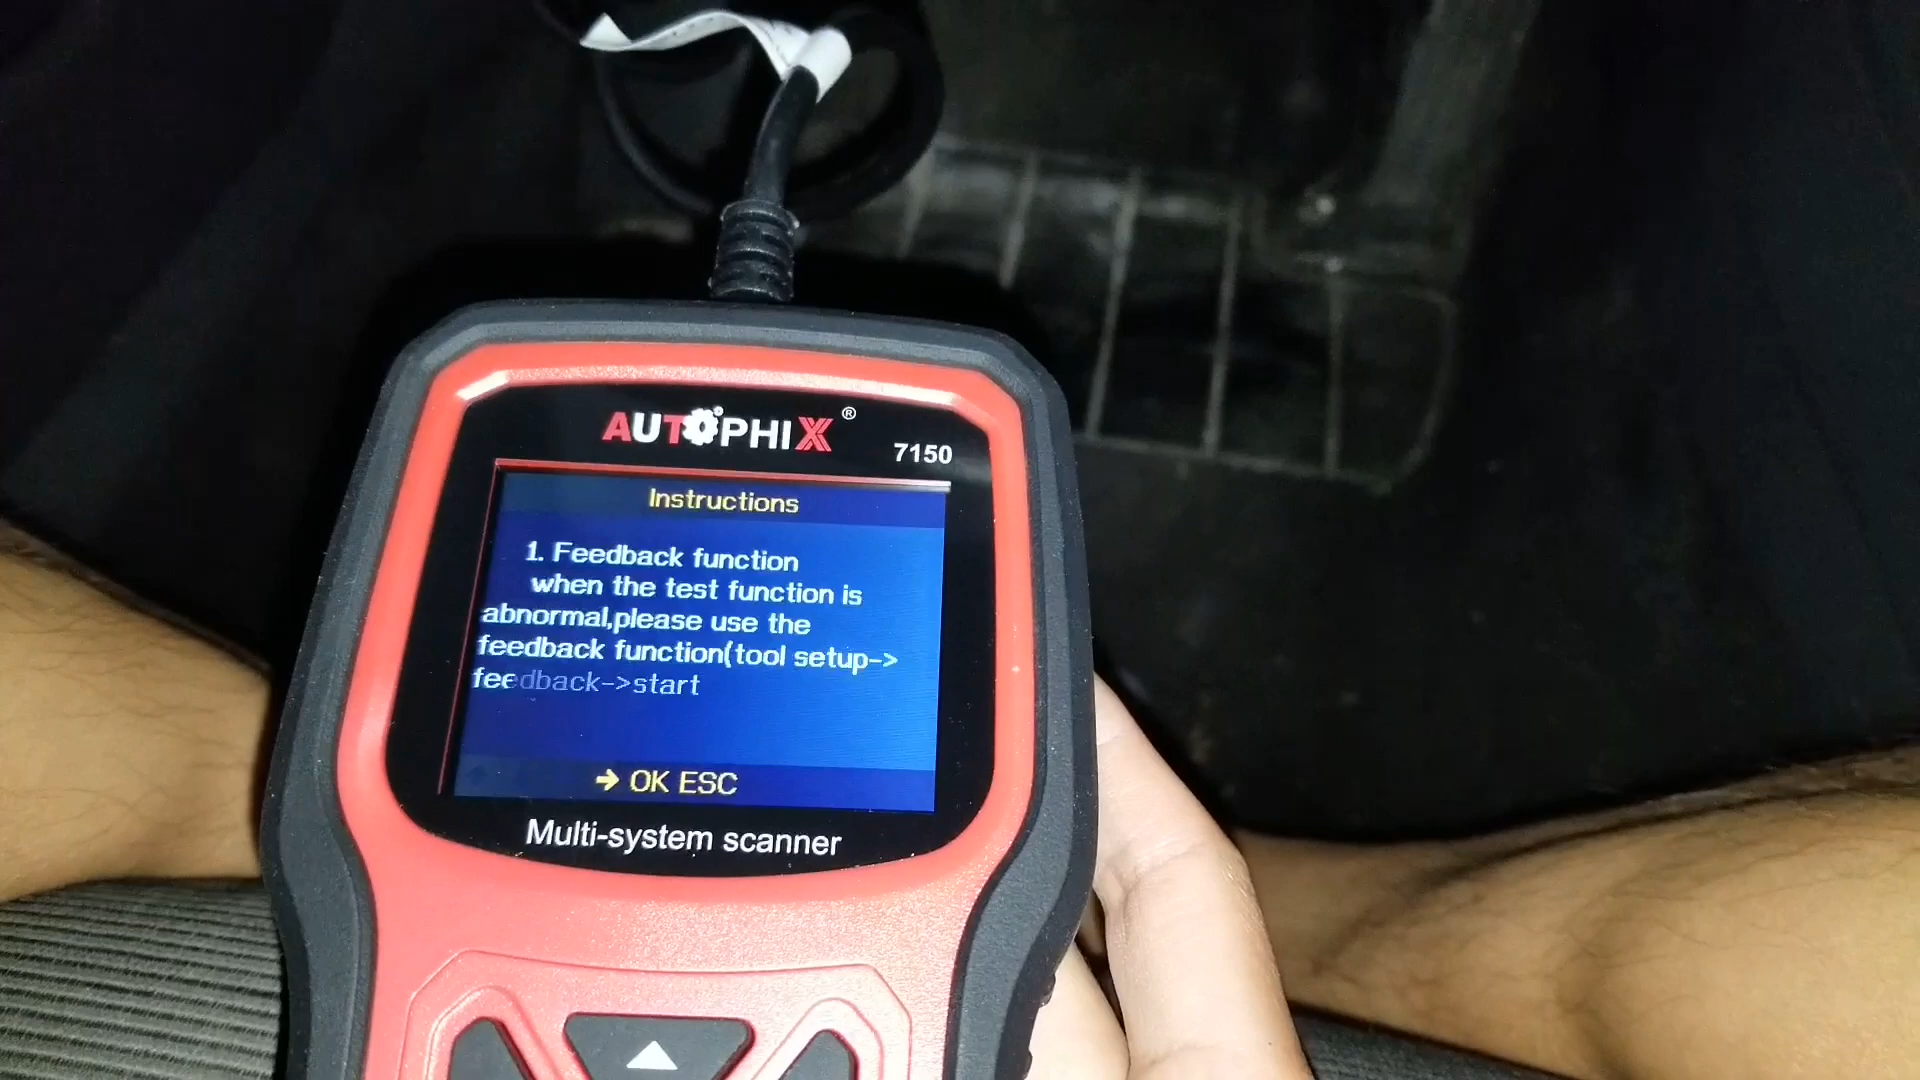 AUTOPHIX ®
7150
Instructions
1. Feedback function
when the test function is
abnormal,please use the
feedback function(tool setup->
feedback->start
→ OK ESC
Multi-system scanner